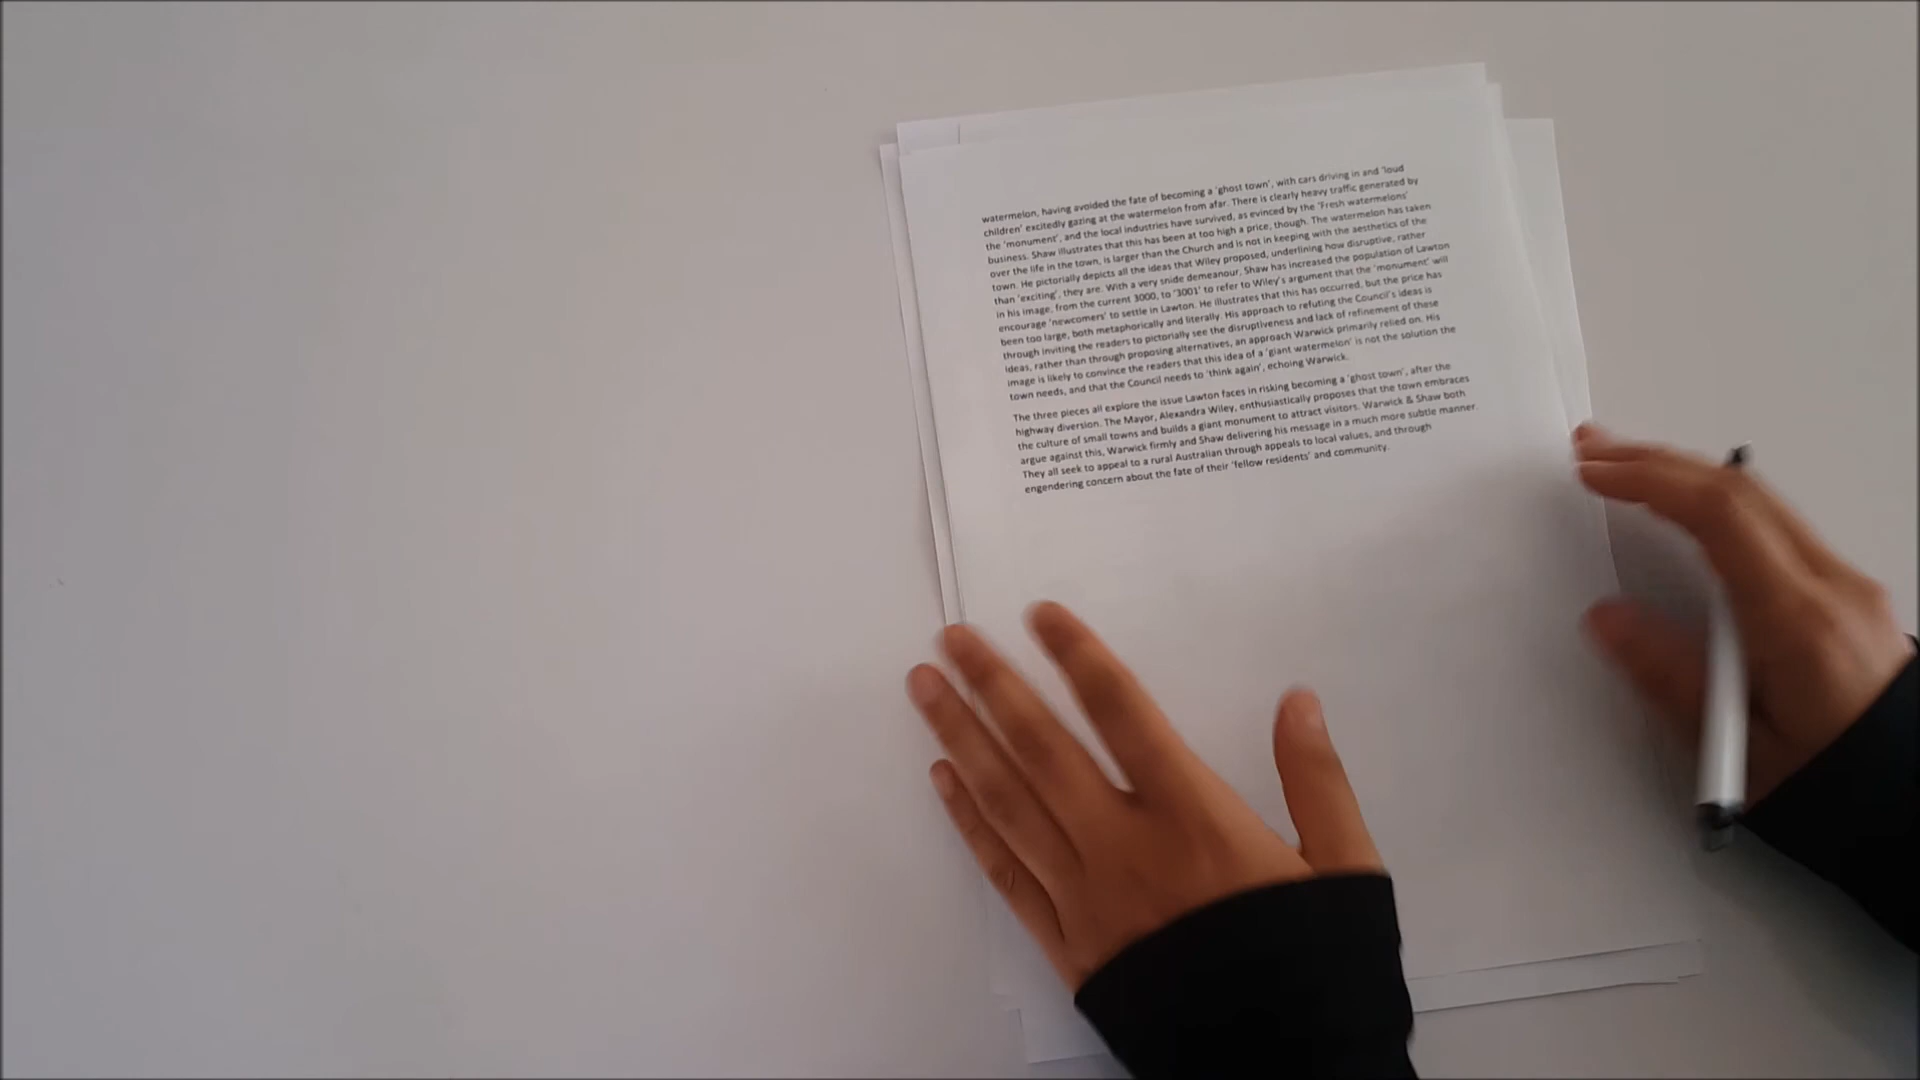 watermelon, having avoided the fate of becoming a 'ghost town', with cars driving in and 'loud
children' excitedly gazing at the watermelon from afar. There is clearly heavy traffic generated by
the 'monument', and the local industries have survived, as evinced by the 'Fresh watermelons'
business. Shaw illustrates that this has been at too high a price, though. The watermelon has taken
over the life in the town, is larger than the Church and is not in keeping with the aesthetics of the
town. He pictorially depicts all the ideas that Wiley proposed, underlining how disruptive, rather
than 'exciting', they are. With a very snide demeanour, Shaw has increased the population of Lawton
in his image, from the current 3000, to '3001' to refer to Wiley's argument that the 'monument' will
encourage 'newcomers' to settle in Lawton. He illustrates that this has occurred, but the price has
been too large, both metaphorically and literally. His approach to refuting the Council's ideas is
through inviting the readers to pictorially see the disruptiveness and lack of refinement of these
ideas, rather than through proposing alternatives, an approach Warwick primarily relied on. His
image is likely to convince the readers that this idea of a 'giant watermelon' is not the solution the
town needs, and that the Council needs to 'think again', echoing Warwick.
The three pieces all explore the issue Lawton faces in risking becoming a 'ghost town', after the
highway diversion. The Mayor, Alexandra Wiley, enthusiastically proposes that the town embraces
the culture of small towns and builds a giant monument to attract visitors. Warwick & Shaw both
argue against this, Warwick firmly and Shaw delivering his message in a much more subtle manner.
They all seek to appeal to a rural Australian through appeals to local values, and through
engendering concern about the fate of their 'fellow residents' and community.